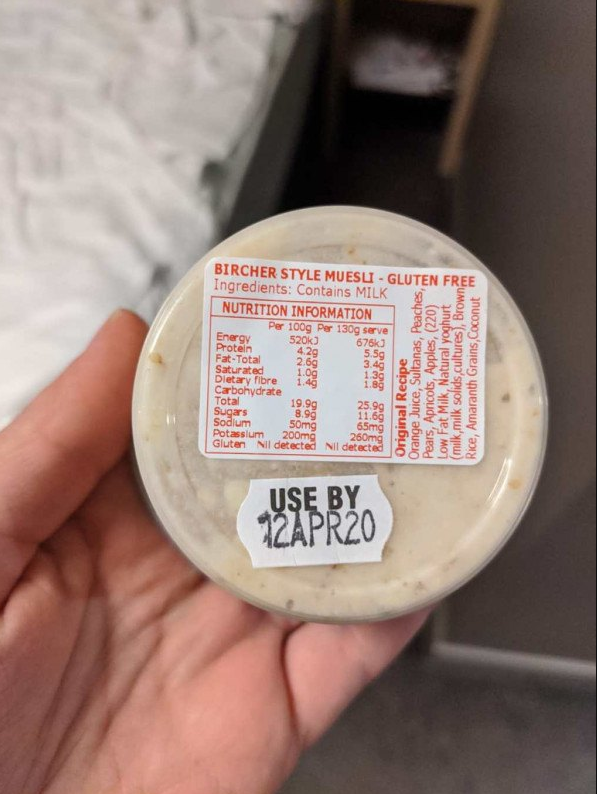 BIRCHER STYLE MUESLI - GLUTEN FREE
Ingredients: Contains MILK
NUTRITION INFORMATION
Per 100g Per 130g serve
Energy 520kJ 676kJ
Protein 4.2g 5.5g
Fat-Total 2.6g 3.4g
Saturated 1.0g 1.3g
Dietary fibre 1.4g 1.8g
Carbohydrate
Total 19.9g 25.9g
Sugars 8.9g 11.6g
Sodium 50mg 65mg
Potassium 200mg 260mg
Gluten Nil detected Nil detected
Original Recipe
Orange Juice, Sultanas, Peaches,
Pears, Apricots, Apples, (220)
Low Fat Milk, Natural yoghurt
(milk,milk solids,cultures), Brown
Rice, Amaranth Grains, Coconut
USE BY
12APR20